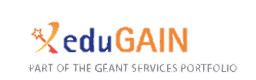 eduGAIN
PART OF THE GÉANT SERVICES PORTFOLIO